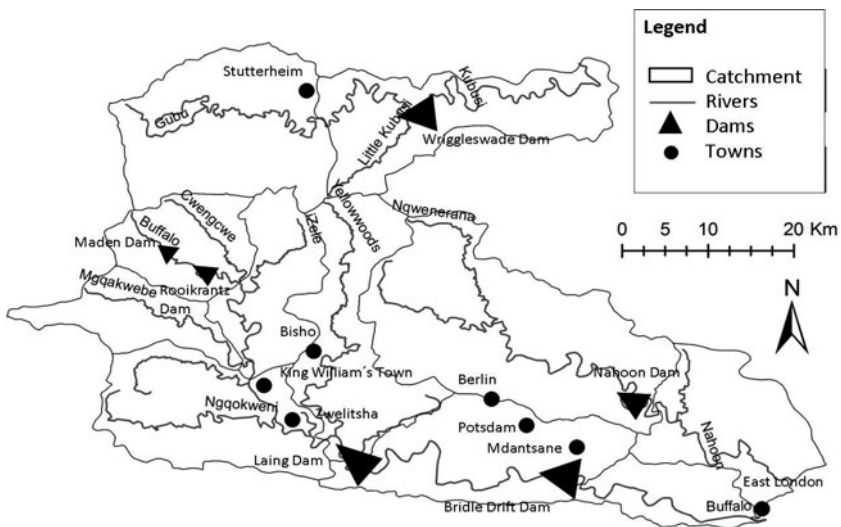 Legend
Catchment
Rivers
Dams
Towns
0 5 10 20 Km
N
Stutterheim
Gubu
Little Kubusi
Kubusi
Wriggleswade Dam
Yellowwoods
Nqwenerana
Cwengcwe
Buffalo
iZele
Maden Dam
Mgqakwebe
Rooikrantz
Dam
Bisho
King William´s Town
Ngqokweni
Zwelitsha
Laing Dam
Berlin
Potsdam
Mdantsane
Nahoon Dam
Nahoon
Bridle Drift Dam
East London
Buffalo